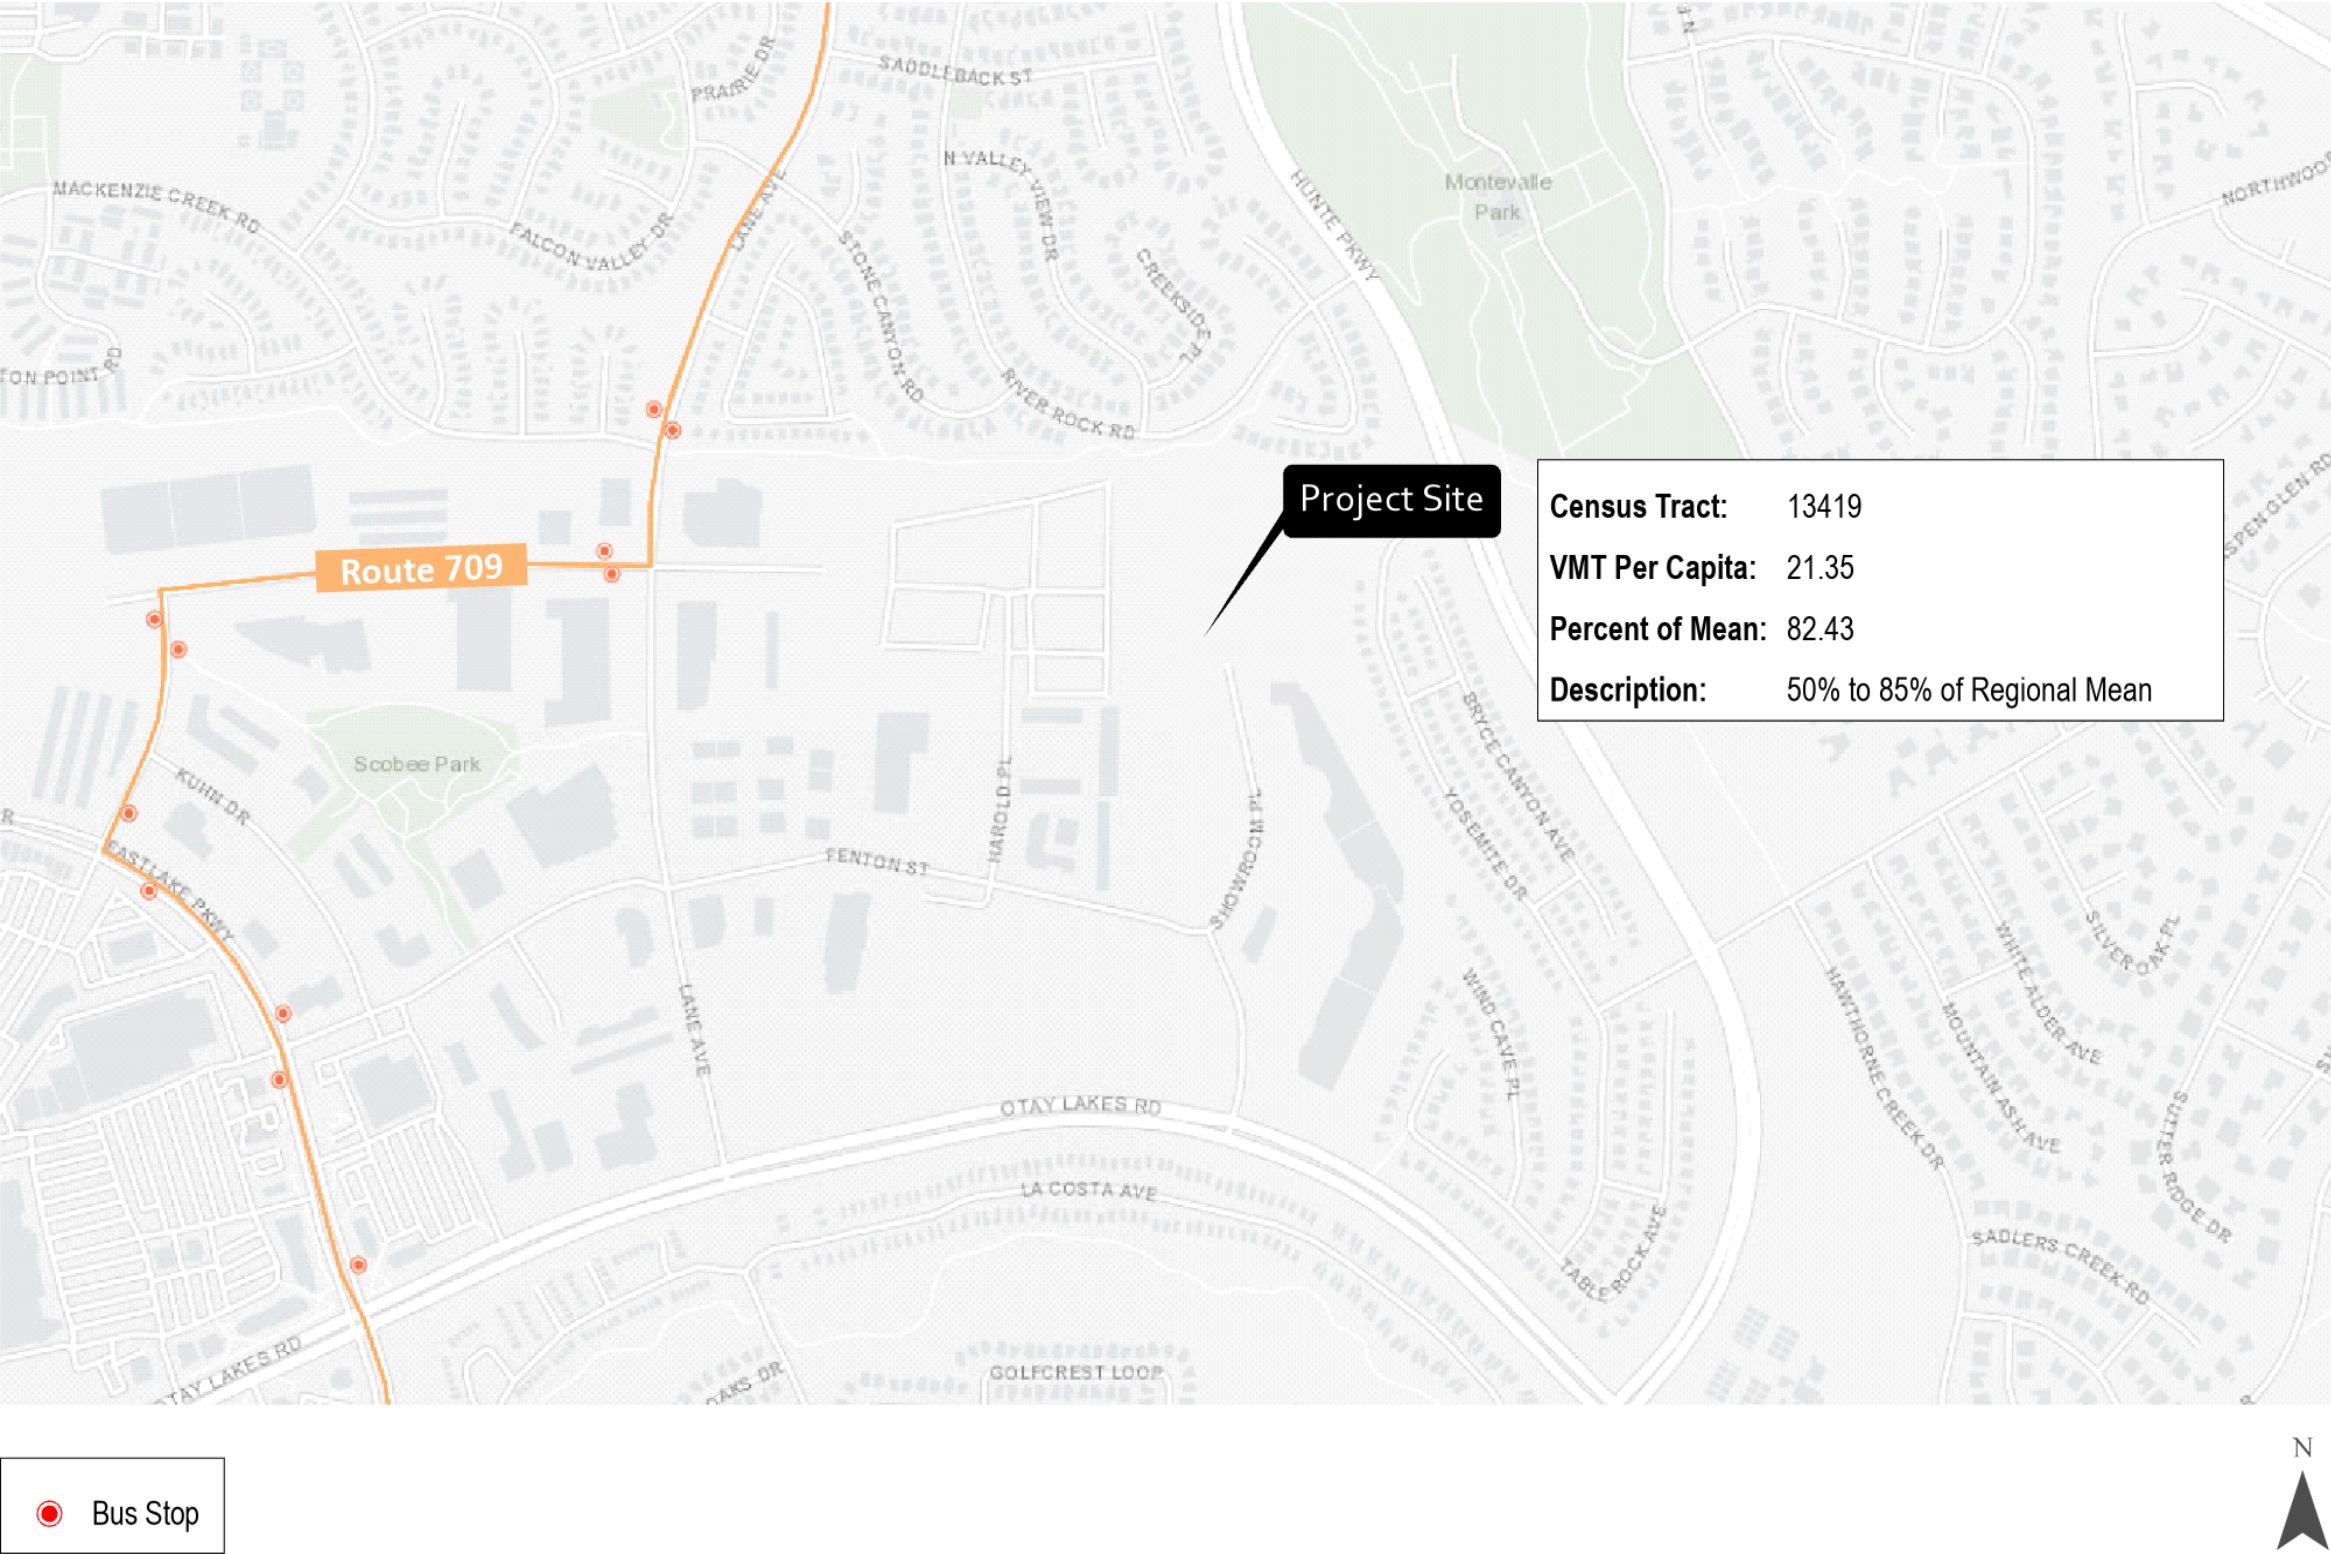 PRAIRIE DR
SADDLEBACK ST
N VALLEY VIEW DR
MACKENZIE CREEK RD
FALCON VALLEY DR
LANE AVE
STONE CANYON RD
CREEKSIDE PL
HUNTE PKWY
Montevalle
Park
N
NORTHWOO
TON POINT RD
RIVER ROCK RD
Project Site
Census Tract: 13419
VMT Per Capita: 21.35
Percent of Mean: 82.43
Description: 50% to 85% of Regional Mean
SPEN GLEN RD
Route 709
Scobee Park
KUHN DR
R
EASTLAKE PKWY
HAROLD PL
FENTON ST
SHOWROOM PL
BRYCE CANYON AVE
YOSEMITE DR
WIND CAVE PL
LANE AVE
SILVER OAK PL
WHITE ALDER AVE
MOUNTAIN ASH AVE
HAWTHORNE CREEK DR
SUTTER RIDGE DR
OTAY LAKES RD
LA COSTA AVE
TABLE ROCK AVE
SADLERS CREEK RD
OTAY LAKES RD
OAKS DR
GOLFCREST LOOP
N
Bus Stop